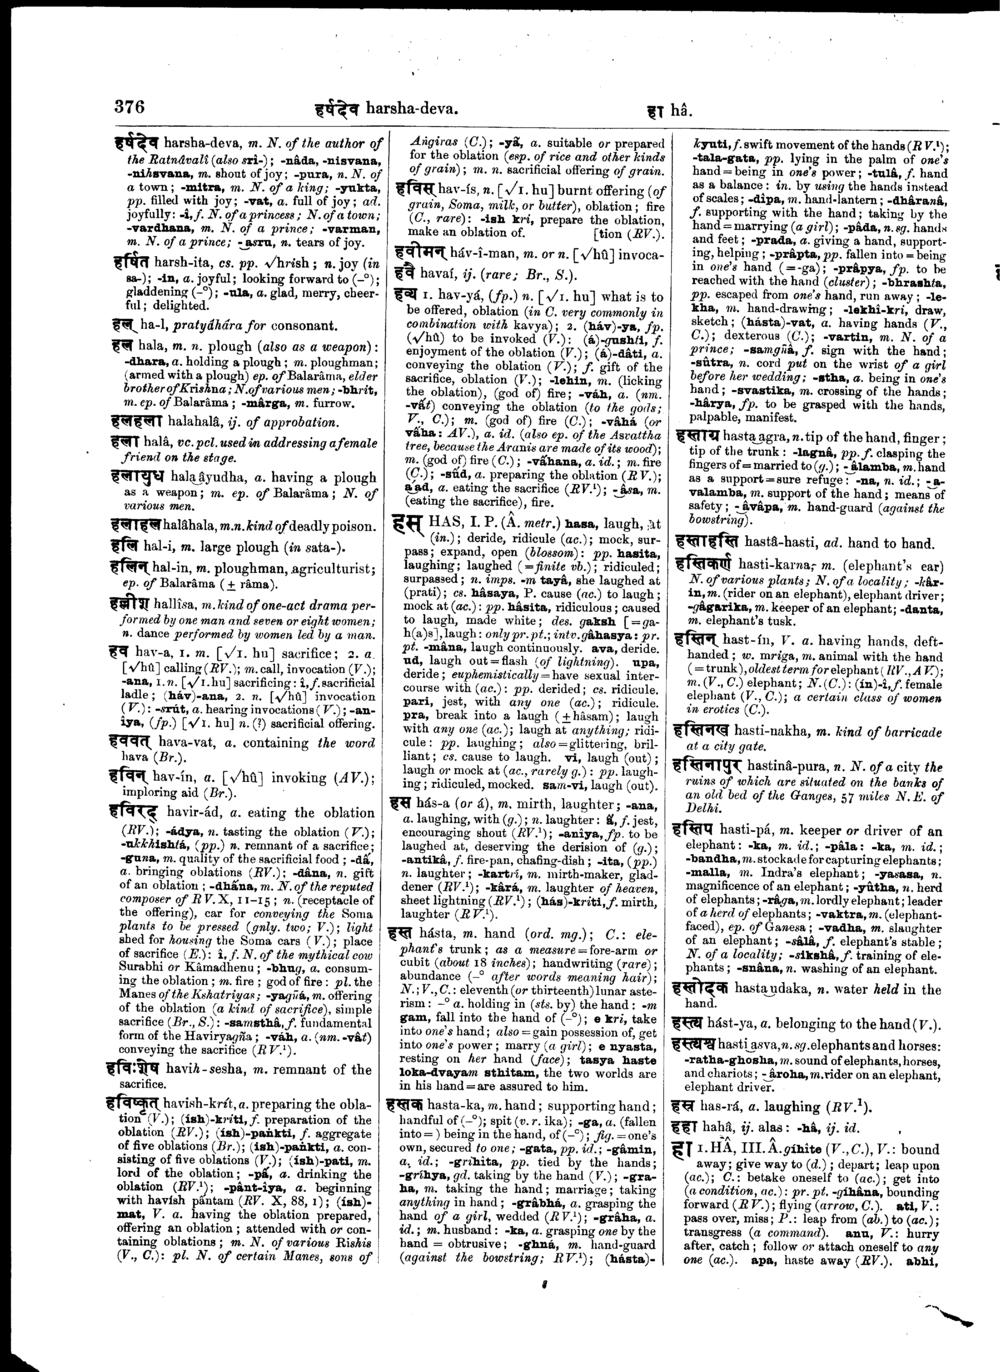 376
हर्षदेव harsha-deva.
हा hâ.
हर्षदेव harsha-deva, m. N. of the author of
the Ratnâvalî (also sri-); -nâda, -nisvana,
-nihsvana, m. shout of joy; -pura, n. N. of
a town; -mitra, m. N. of a king; -yukta,
pp. filled with joy; -vat, a. full of joy; ad.
joyfully: -î, f. N. of a princess; N. of a town;
-vardhana, m. N. of a prince; -varman,
m. N. of a prince; -asru, n. tears of joy.
हर्षित harsh-ita, cs. pp. √hrish; n. joy (in
sa-); -in, a. joyful; looking forward to (-°);
gladdening (-°); -ula, a. glad, merry, cheer-
ful; delighted.
हल् ha-l, pratyâhâra for consonant.
हल hala, m. n. plough (also as a weapon):
-dhara, a. holding a plough; m. ploughman;
(armed with a plough) ep. of Balarâma, elder
brother of Krishna; N. of various men; -bhrit,
m. ep. of Balarâma; -mârga, m. furrow.
हलहला halahalâ, ij. of approbation.
हला halâ, vc. pcl. used in addressing a female
friend on the stage.
हलायुध hala̮âyudha, a. having a plough
as a weapon; m. ep. of Balarâma; N. of
various men.
हलाहल halâhala, m.n. kind of deadly poison.
हलि hal-i, m. large plough (in sata-).
हलिन् hal-in, m. ploughman, agriculturist;
ep. of Balarâma (± râma).
हल्लीश hallîsa, m. kind of one-act drama per-
formed by one man and seven or eight women;
n. dance performed by women led by a man.
हव hav-a, 1. m. [√1. hu] sacrifice; 2. a.
[√hû] calling (RV.); m. call, invocation (V.);
-ana, 1. n. [√1. hu] sacrificing: î, f. sacrificial
ladle; (háv)-ana, 2. n. [√hû] invocation
(V.): -srút, a. hearing invocations (V.); -an-
iya, (fp.) [√1. hu] n. (?) sacrificial offering.
हववत् hava-vat, a. containing the word
hava (Br.).
हविन् hav-ín, a. [√hû] invoking (AV.);
imploring aid (Br.).
हविरद् havir-ád, a. eating the oblation
(RV.); -ádya, n. tasting the oblation (V.);
-ukkhishtá, (pp.) n. remnant of a sacrifice;
-guna, m. quality of the sacrificial food; -dá̂,
a. bringing oblations (RV.): -dâna, n. gift
of an oblation; -dhâna, m. N. of the reputed
composer of RV. X, 11-15; n. (receptacle of
the offering), car for conveying the Soma
plants to be pressed (gnly. two; V.); light
shed for housing the Soma cars (V.); place
of sacrifice (E.): î, f. N. of the mythical cow
Surabhi or Kâmadhenu; -bhug, a. consum-
ing the oblation; m. fire; god of fire: pl. the
Manes of the Kshatriyas; -yagñá, m. offering
of the oblation (a kind of sacrifice), simple
sacrifice (Br., S.): -samsthâ, f. fundamental
form of the Haviryagña; -váh, a. (nm. -vât)
conveying the sacrifice (RV.¹).
हविःशेष havih-sesha, m. remnant of the
sacrifice.
हविष्कृत् havish-krít, a. preparing the obla-
tion (V.); (ish)-kriti, f. preparation of the
oblation (RV.); (ish)-paṅkti, f. aggregate
of five oblations (Br.); (ish)-paṅkti, a. con-
sisting of five oblations (V.); (ish)-pati, m.
lord of the oblation; -pấ, a. drinking the
oblation (RV.¹); -pânt-iya, a. beginning
with havish pântam (RV. X, 88, 1); (ish)-
mat, V. a. having the oblation prepared,
offering an oblation; attended with or con-
taining oblations; m. N. of various Rishis
(V., C.): pl. N. of certain Manes, sons of
Aṅgiras (C.); -yẫ, a. suitable or prepared
for the oblation (esp. of rice and other kinds
of grain); m. n. sacrificial offering of grain.
हविस् hav-ís, n. [√1. hu] burnt offering (of
grain, Soma, milk, or butter), oblation; fire
(C., rare): -ish kri, prepare the oblation,
make an oblation of. [tion (RV.).
हवीमन् háv-î-man, m. or n. [√hû] invoca-
हवै havaí, ij. (rare; Br., S.).
हव्य 1. hav-yá, (fp.) n. [√1. hu] what is to
be offered, oblation (in C. very commonly in
combination with kavya); 2. (háv)-ya, fp.
(√hû) to be invoked (V.): (á)-gushti, f.
enjoyment of the oblation (V.); (á)-dâti, a.
conveying the oblation (V.); f. gift of the
sacrifice, oblation (V.); -lehin, m. (licking
the oblation), (god of) fire; -váh, a. (nm.
-vât) conveying the oblation (to the gods;
V., C.); m. (god of) fire (C.); -vâhá (or
vấha: AV.), a. id. (also ep. of the Asvattha
tree, because the Aranis are made of its wood);
m. (god of) fire (C.); -vấhana, a. id.; m. fire
(C.); -sûd, a. preparing the oblation (RV.);
a̮ad, a. eating the sacrifice (RV.¹); -âsa, m.
(eating the sacrifice), fire.
हस् HAS, I. P. (Â. metr.) hasa, laugh, at
(in.); deride, ridicule (ac.); mock, sur-
pass; expand, open (blossom): pp. hasita,
laughing; laughed (=finite vb.); ridiculed;
surpassed; n. imps. -m tayâ, she laughed at
(prati); cs. hâsaya, P. cause (ac.) to laugh;
mock at (ac.): pp. hâsita, ridiculous; caused
to laugh, made white; des. gaksh [=ga-
h(a)s], laugh: only pr. pt.; intv. gâhasya: pr.
pt. -mâna, laugh continuously. ava, deride.
ud, laugh out=flash (of lightning). upa,
deride; euphemistically=have sexual inter-
course with (ac.): pp. derided; cs. ridicule.
pari, jest, with any one (ac.); ridicule.
pra, break into a laugh (± hâsam); laugh
with any one (ac.); laugh at anything; ridi-
cule: pp. laughing; also=glittering, bril-
liant; cs. cause to laugh. vi, laugh (out);
laugh or mock at (ac., rarely g.): pp. laugh-
ing; ridiculed, mocked. sam-vi, laugh (out).
हस hás-a (or á), m. mirth, laughter; -ana,
a. laughing, with (g.); n. laughter: ấ, f. jest,
encouraging shout (RV.¹); -aniya, fp. to be
laughed at, deserving the derision of (g.);
-antikâ, f. fire-pan, chafing-dish; -ita, (pp.)
n. laughter; -kartrí, m. mirth-maker, glad-
dener (RV.¹); -kârá, m. laughter of heaven,
sheet lightning (RV.¹); (hás)-kriti, f. mirth,
laughter (RV.¹).
हस्त hásta, m. hand (ord. mg.); C.: ele-
phant's trunk; as a measure=fore-arm or
cubit (about 18 inches); handwriting (rare);
abundance (-° after words meaning hair);
N.; V., C.: eleventh (or thirteenth) lunar aste-
rism: -° a. holding in (sts. by) the hand: -m
gam, fall into the hand of (-°); e kri, take
into one's hand; also=gain possession of, get
into one's power; marry (a girl); e nyasta,
resting on her hand (face); tasya haste
loka-dvayam sthitam, the two worlds are
in his hand=are assured to him.
हस्तक hasta-ka, m. hand; supporting hand;
handful of (-°); spit (v. r. ika); -ga, a. (fallen
into=) being in the hand, of (-°); fig.=one's
own, secured to one; -gata, pp. id.; -gâmin,
a, id.; -grihita, pp. tied by the hands;
-gríhya, gd. taking by the hand (V.); -gra-
ha, m. taking the hand; marriage; taking
anything in hand; -grâbhá, a. grasping the
hand of a girl, wedded (RV.¹); -grâha, a.
id.; m. husband: -ka, a. grasping one by the
hand = obtrusive; -ghná, m. hand-guard
(against the bowstring; RV.¹); (hásta)-
kyuti, f. swift movement of the hands (RV.¹);
-tala-gata, pp. lying in the palm of one's
hand=being in one's power; -tulâ, f. hand
as a balance: in. by using the hands instead
of scales; -dipa, m. hand-lantern; -dhâranâ,
f. supporting with the hand; taking by the
hand=marrying (a girl); -pâda, n. sg. hands
and feet; -prada, a. giving a hand, support-
ing, helping; -prâpta, pp. fallen into=being
in one's hand (=-ga); -prâpya, fp. to be
reached with the hand (cluster); -bhrashta,
pp. escaped from one's hand, run away; -le-
kha, m. hand-drawing; -lekhi-kri, draw,
sketch; (hásta)-vat, a. having hands (V.,
C.); dexterous (C.); -vartin, m. N. of a
prince; -samgñâ, f. sign with the hand;
-sûtra, n. cord put on the wrist of a girl
before her wedding; -stha, a. being in one's
hand; -svastika, m. crossing of the hands;
-hârya, fp. to be grasped with the hands,
palpable, manifest.
हस्ताग्र hasta̮agra, n. tip of the hand, finger;
tip of the trunk: -lagnâ, pp. f. clasping the
fingers of=married to (g.); -âlamba, m. hand
as a support=sure refuge: -na, n. id.; -a-
valamba, m. support of the hand; means of
safety; -âvâpa, m. hand-guard (against the
bowstring).
हस्ताहस्ति hastâ-hasti, ad. hand to hand.
हस्तिकर्ण hasti-karna, m. (elephant's ear)
N. of various plants; N. of a locality; -kâr-
in, m. (rider on an elephant), elephant driver;
-gâgarika, m. keeper of an elephant; -danta,
m. elephant's tusk.
हस्तिन् hast-ín, V. a. having hands, deft-
handed; w. mriga, m. animal with the hand
(=trunk), oldest term for elephant (RV., AV.);
m. (V., C.) elephant; N. (C.): (ín)-î, f. female
elephant (V., C.); a certain class of women
in erotics (C.).
हस्तिनख hasti-nakha, m. kind of barricade
at a city gate.
हस्तिनापुर hastinâ-pura, n. N. of a city the
ruins of which are situated on the banks of
an old bed of the Ganges, 57 miles N. E. of
Delhi.
हस्तिप hasti-pá, m. keeper or driver of an
elephant: -ka, m. id.; -pâla: -ka, m. id.;
-bandha, m. stockade for capturing elephants;
-malla, m. Indra's elephant; -yasasa, n.
magnificence of an elephant; -yûtha, n. herd
of elephants; -râga, m. lordly elephant; leader
of a herd of elephants; -vaktra, m. (elephant-
faced), ep. of Ganesa; -vadha, m. slaughter
of an elephant; -sâlâ, f. elephant's stable;
N. of a locality; -sikshâ, f. training of ele-
phants; -snâna, n. washing of an elephant.
हस्तोदक hasta̮udaka, n. water held in the
hand.
हस्त्य hást-ya, a. belonging to the hand (V.).
हस्त्यश्व hasti̮asva, n. sg. elephants and horses:
-ratha-ghosha, m. sound of elephants, horses,
and chariots; -âroha, m. rider on an elephant,
elephant driver.
हस्र has-rá, a. laughing (RV.¹).
हहा hahâ, ij. alas: -hâ, ij. id.
हा 1. HÂ, III. Â. gíhite (V., C.), V.: bound
away; give way to (d.); depart; leap upon
(ac.); C.: betake oneself to (ac.); get into
(a condition, ac.): pr. pt. -gíhâna, bounding
forward (RV.); flying (arrow, C.). ati, V.:
pass over, miss; P.: leap from (ab.) to (ac.);
transgress (a command). anu, V.: hurry
after, catch; follow or attach oneself to any
one (ac.). apa, haste away (RV.). abhi,